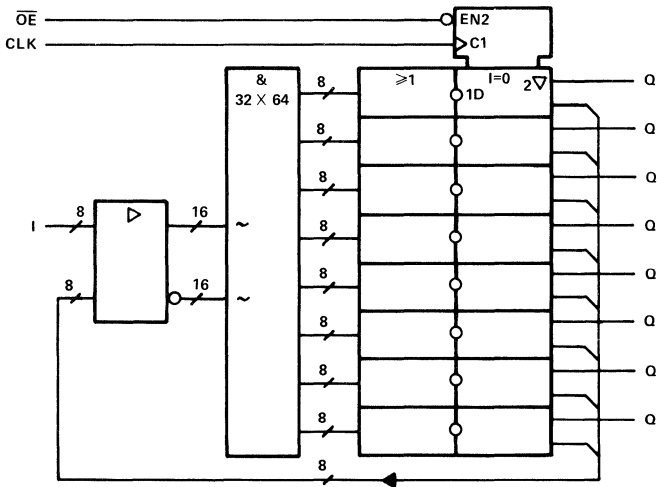 OE EN2
CLK C1
& ≥1 I=0
32 X 64 2
8 1D Q
8 Q
8 Q
I 8 16 ~ 8 Q
8 16 ~ 8 Q
8 Q
8 Q
8 Q
8